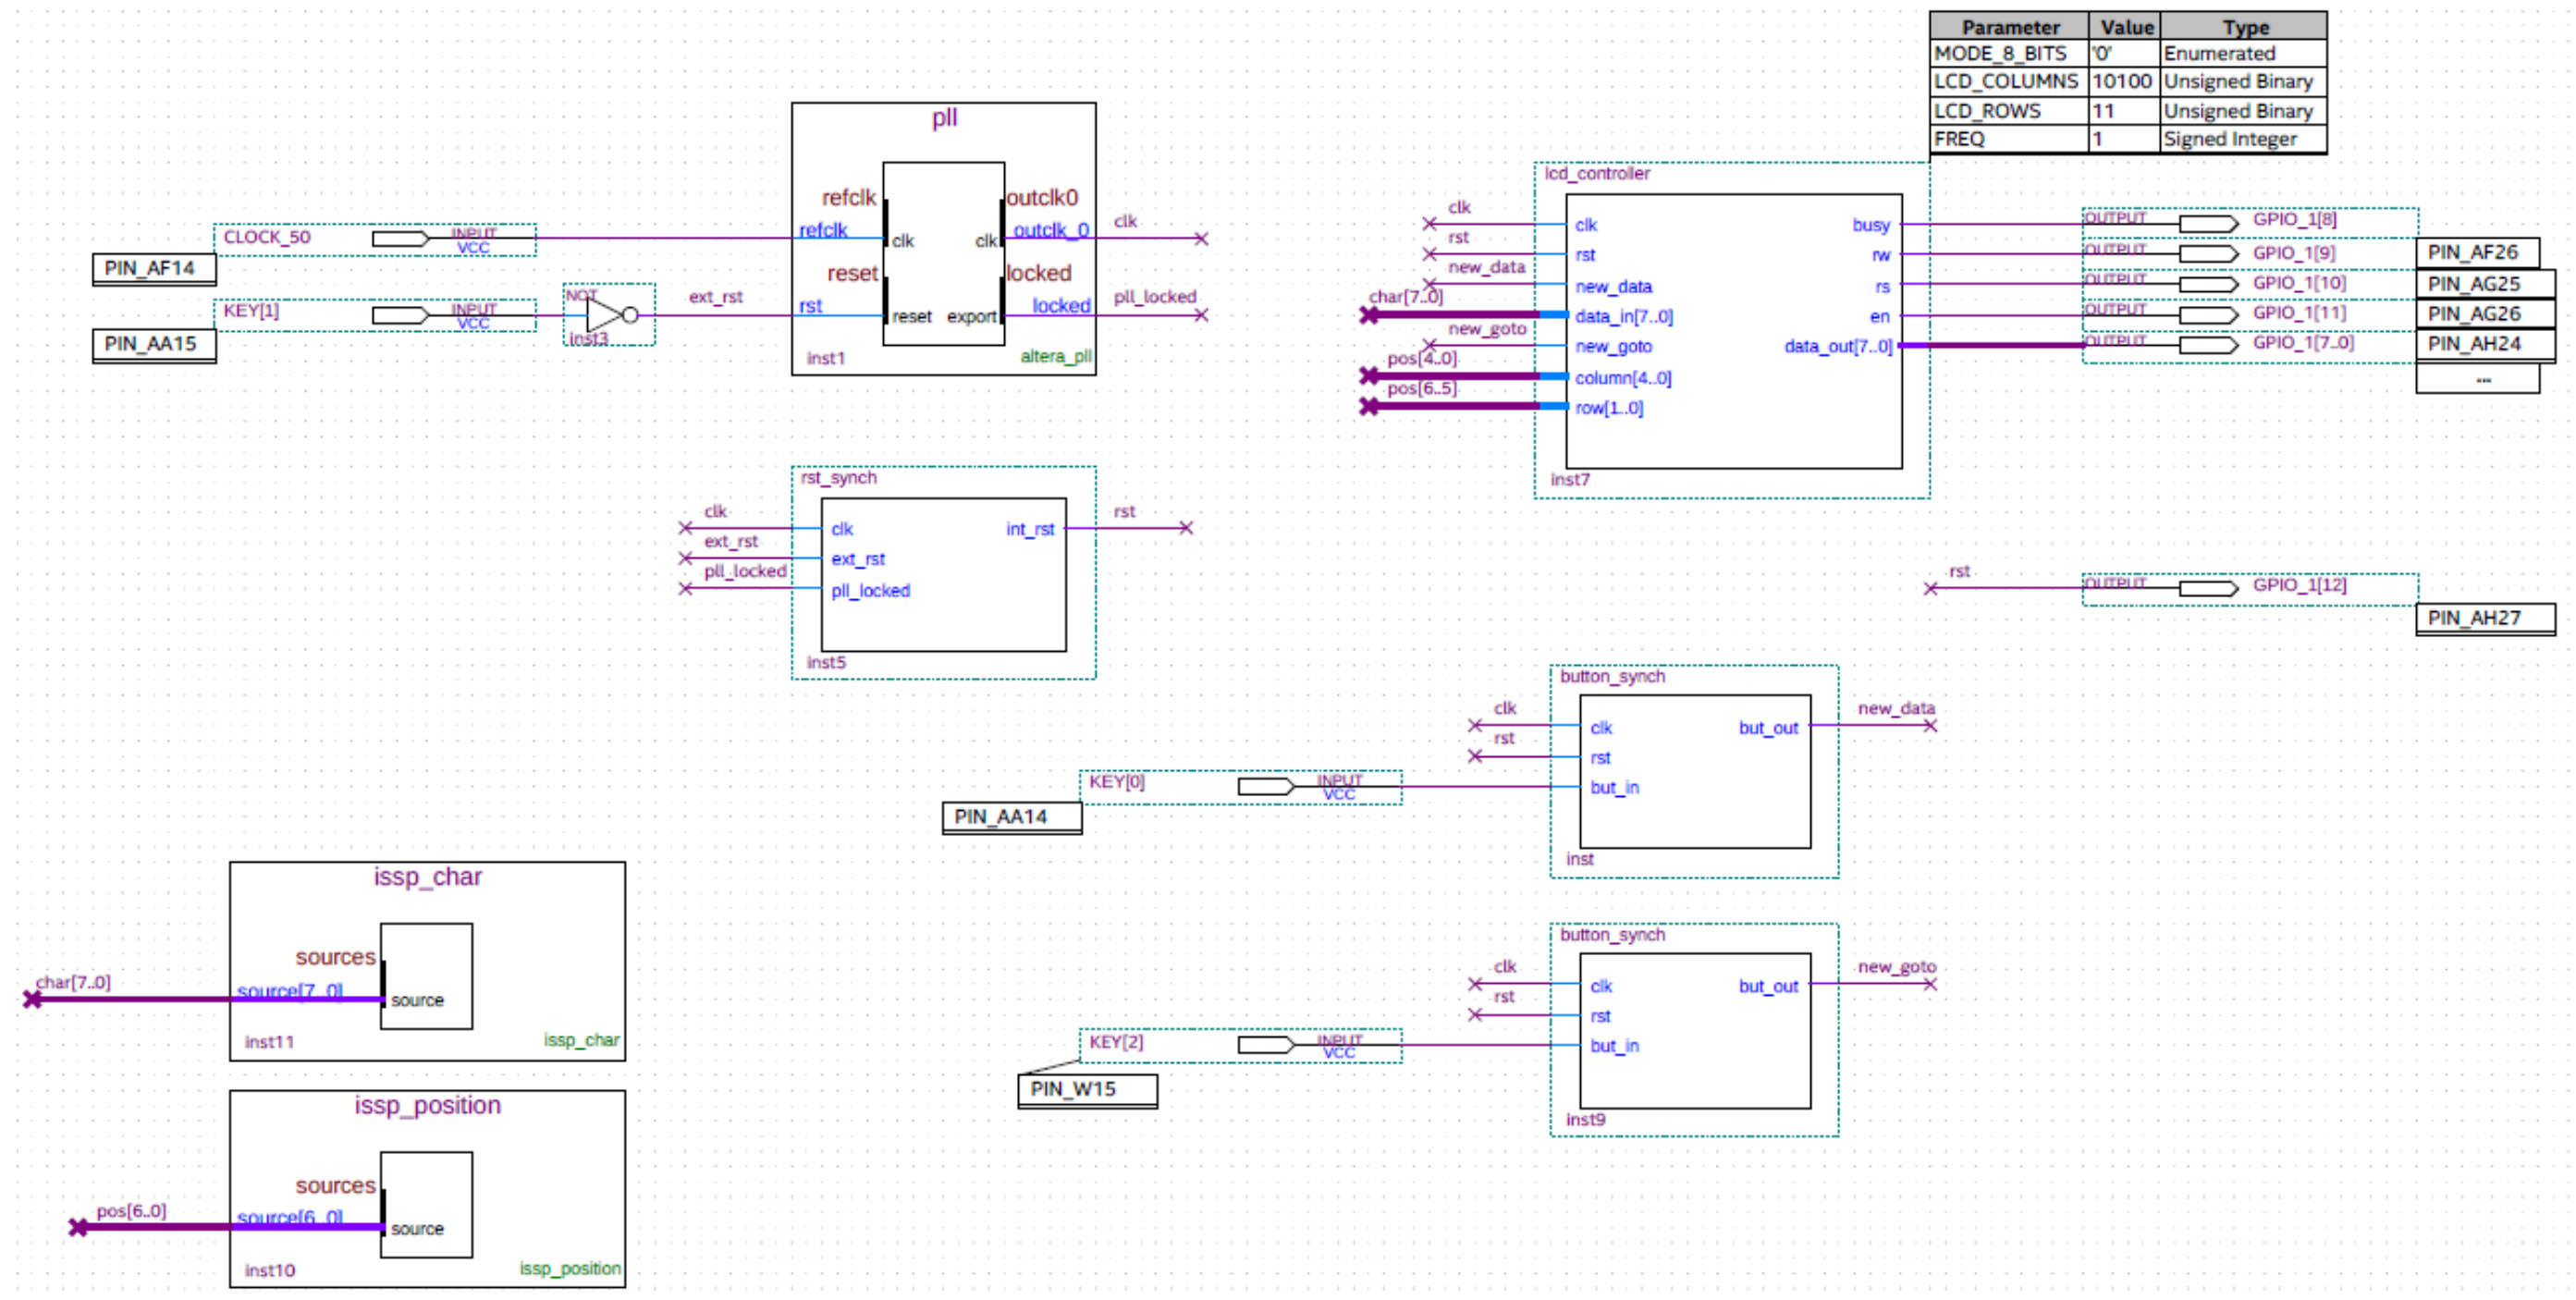 Parameter Value Type
MODE_8_BITS '0' Enumerated
LCD_COLUMNS 10100 Unsigned Binary
LCD_ROWS 11 Unsigned Binary
FREQ 1 Signed Integer
pll
refclk outclk0
refclk clk clk outclk_0 clk
reset locked
rst reset export locked pll_locked
inst1 altera_pll
CLOCK_50 INPUT
VCC
PIN_AF14
KEY[1] INPUT
VCC
PIN_AA15
NOT
inst3
ext_rst
lcd_controller
clk clk busy OUTPUT GPIO_1[8]
rst rst rw OUTPUT GPIO_1[9] PIN_AF26
new_data new_data rs OUTPUT GPIO_1[10] PIN_AG25
char[7..0] data_in[7..0] en OUTPUT GPIO_1[11] PIN_AG26
new_goto new_goto data_out[7..0] OUTPUT GPIO_1[7..0] PIN_AH24
pos[4..0] column[4..0] ...
pos[6..5] row[1..0]
inst7
rst_synch
clk clk int_rst rst
ext_rst ext_rst
pll_locked pll_locked
inst5
rst OUTPUT GPIO_1[12]
PIN_AH27
button_synch
clk clk but_out new_data
rst rst
KEY[0] INPUT but_in
VCC
PIN_AA14
inst
issp_char
sources
char[7..0] source[7..0] source
inst11 issp_char
button_synch
clk clk but_out new_goto
rst rst
KEY[2] INPUT but_in
VCC
PIN_W15
inst9
issp_position
sources
pos[6..0] source[6..0] source
inst10 issp_position